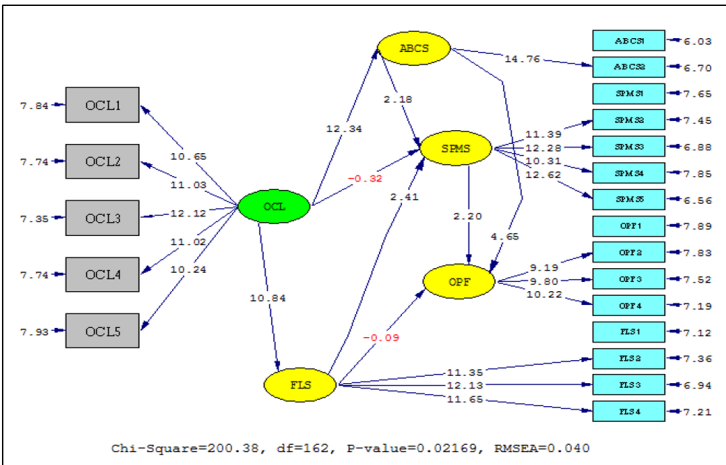 ABCS
ABCS1
6.03
14.76
ABCS2
6.70
2.18
SPMS1
7.65
7.84
OCL1
12.34
SPMS2
7.45
11.39
10.65
SPMS
12.28
SPMS3
6.88
7.74
OCL2
-0.32
10.31
SPMS4
7.85
11.03
12.62
SPMS5
6.56
OCL
2.41
7.35
OCL3
12.12
2.20
OPF1
7.89
4.65
11.02
OPF2
7.83
9.19
10.24
OPF
9.80
OPF3
7.52
7.74
OCL4
10.22
OPF4
7.19
10.84
FLS1
7.12
7.93
OCL5
-0.09
FLS2
7.36
11.35
FLS
12.13
FLS3
6.94
11.65
FLS4
7.21
Chi-Square=200.38, df=162, P-value=0.02169, RMSEA=0.040